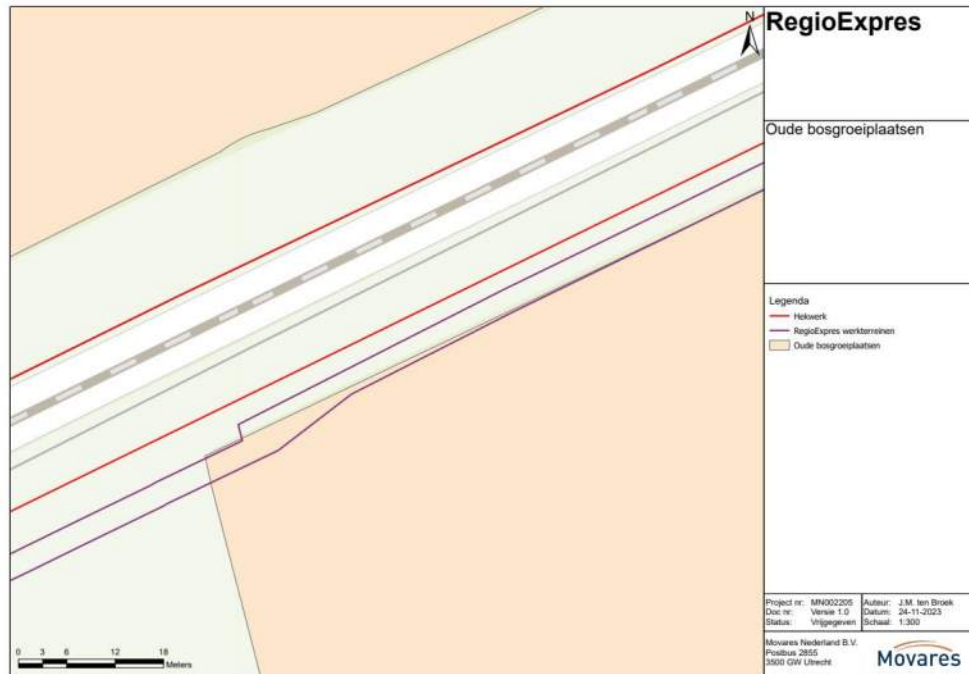 N
RegioExpres
Oude bosgroeiplaatsen
Legenda
Hekwerk
RegioExpres werkterreinen
Oude bosgroeiplaatsen
0 3 6 12 18
Meters
Project nr: MN002205 Auteur: J.M. ten Broek
Doc nr: Versie 1.0 Datum: 24-11-2023
Status: Vrijgegeven Schaal: 1:300
Movares Nederland B.V.
Postbus 2855
3500 GW Utrecht
Movares